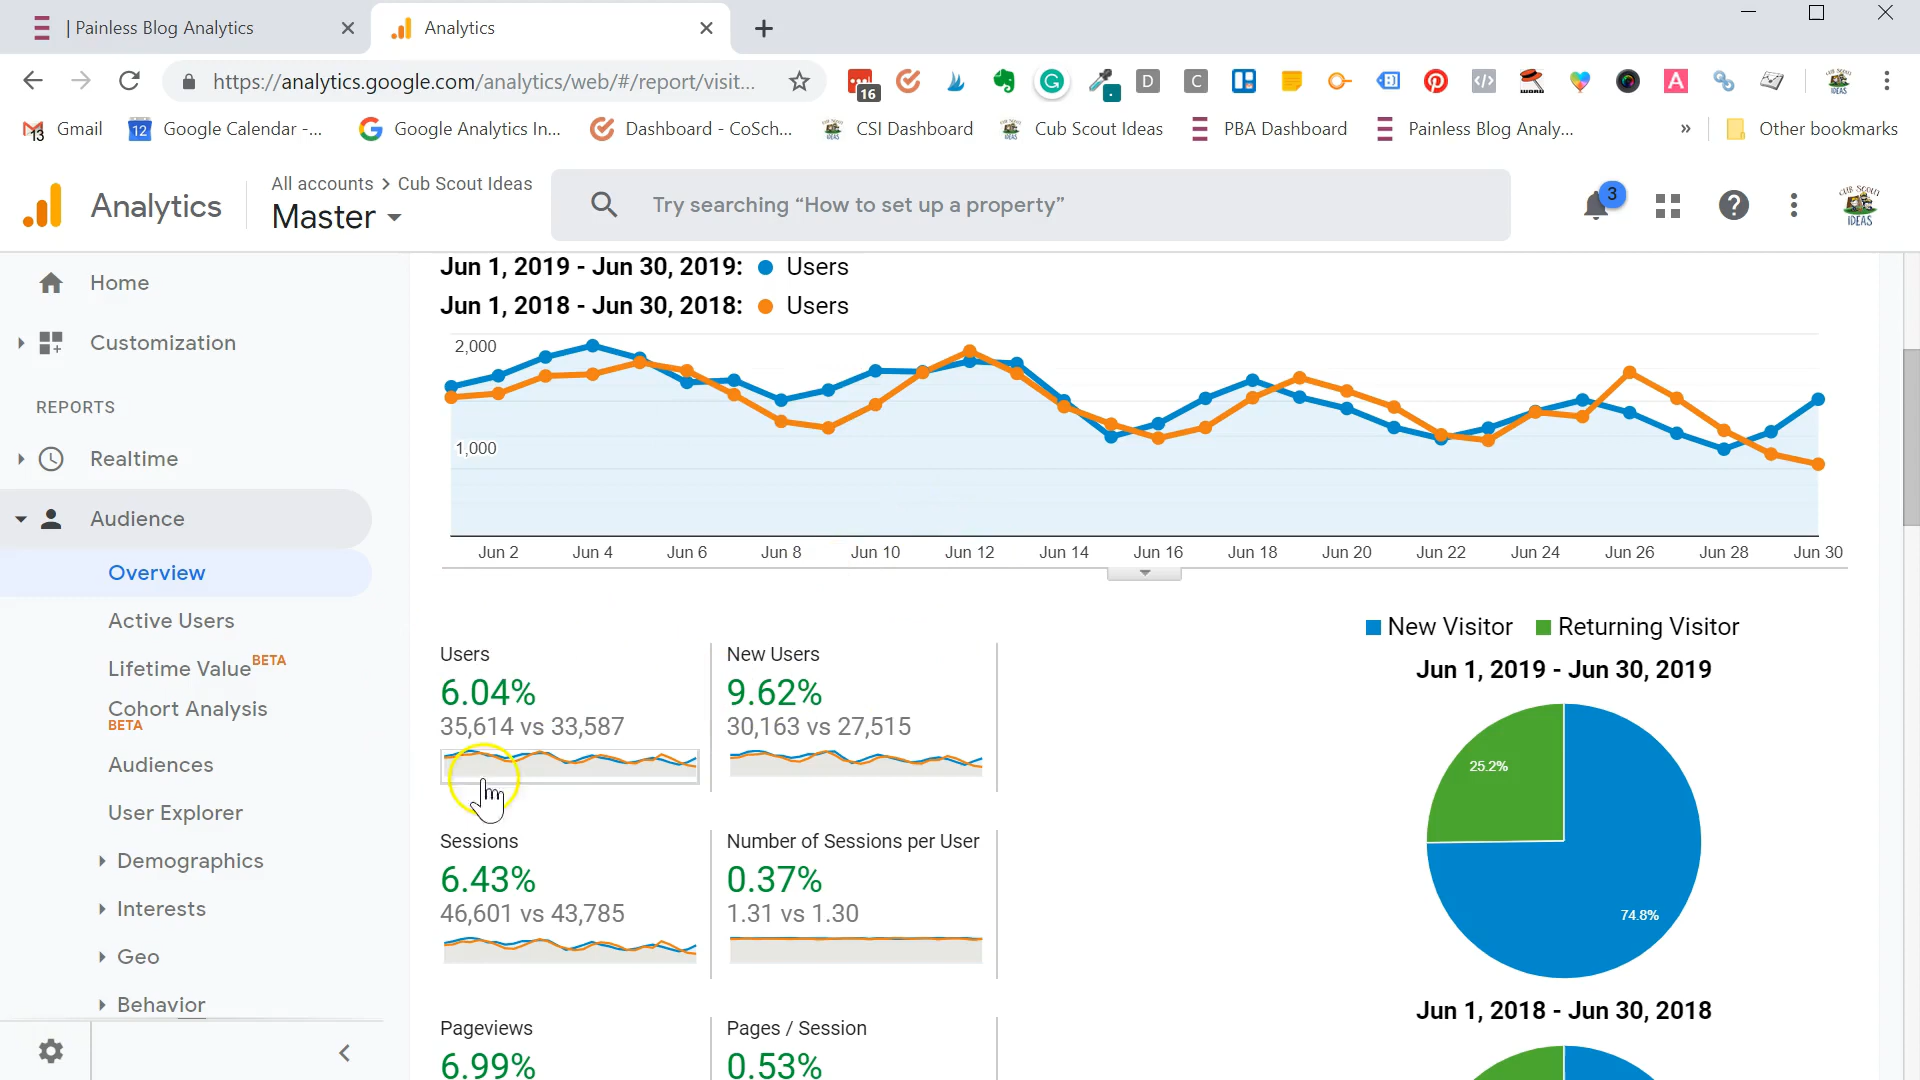 | Painless Blog Analytics
Analytics
https://analytics.google.com/analytics/web/#/report/visit...
16
D
C
A
13
Gmail
12
Google Calendar -...
Google Analytics In...
Dashboard - CoSch...
CSI Dashboard
Cub Scout Ideas
PBA Dashboard
Painless Blog Analy...
»
Other bookmarks
Analytics
All accounts > Cub Scout Ideas
Master
Try searching “How to set up a property”
3
CUB SCOUT
IDEAS
Home
Customization
REPORTS
Realtime
Audience
Overview
Active Users
Lifetime Value BETA
Cohort Analysis
BETA
Audiences
User Explorer
Demographics
Interests
Geo
Behavior
Jun 1, 2019 - Jun 30, 2019: Users
Jun 1, 2018 - Jun 30, 2018: Users
2,000
1,000
Jun 2 Jun 4 Jun 6 Jun 8 Jun 10 Jun 12 Jun 14 Jun 16 Jun 18 Jun 20 Jun 22 Jun 24 Jun 26 Jun 28 Jun 30
Users
6.04%
35,614 vs 33,587
New Users
9.62%
30,163 vs 27,515
Sessions
6.43%
46,601 vs 43,785
Number of Sessions per User
0.37%
1.31 vs 1.30
Pageviews
6.99%
Pages / Session
0.53%
New Visitor Returning Visitor
Jun 1, 2019 - Jun 30, 2019
25.2%
74.8%
Jun 1, 2018 - Jun 30, 2018